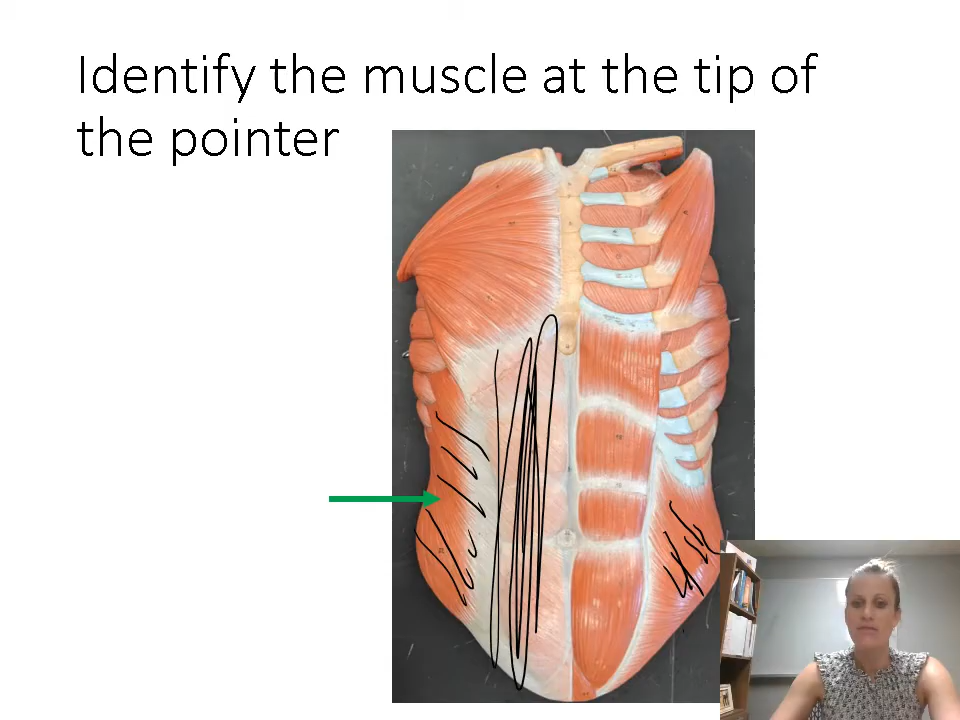 Identify the muscle at the tip of
the pointer